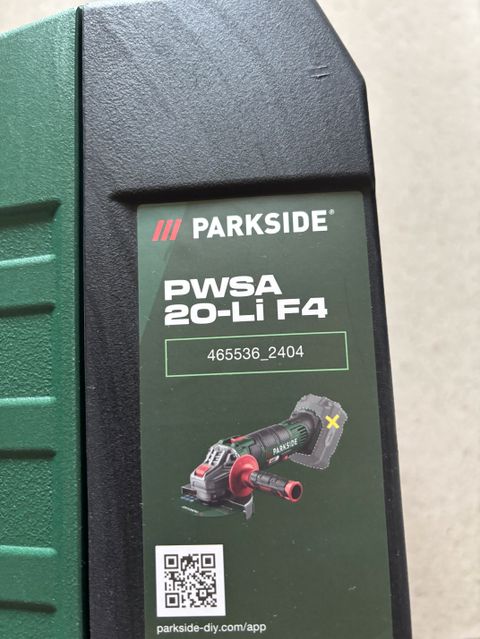 PARKSIDE®
PWSA
20-Li F4
465536_2404
PARKSIDE
parkside-diy.com/app